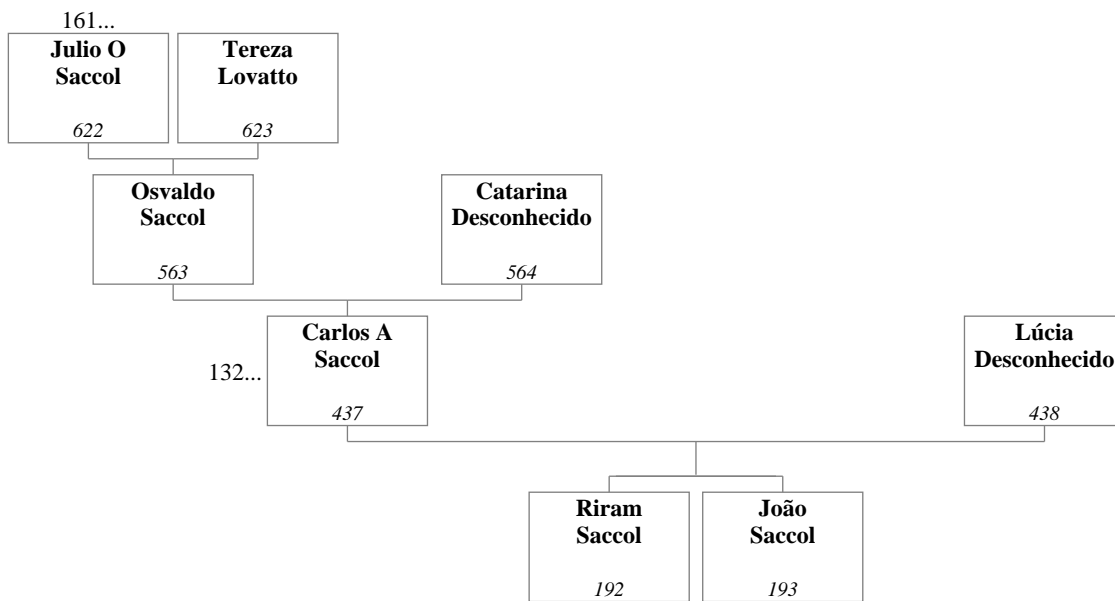 161...
Julio O
Saccol
622
Tereza
Lovatto
623
Osvaldo
Saccol
563
Catarina
Desconhecido
564
132...
Carlos A
Saccol
437
Lúcia
Desconhecido
438
Riram
Saccol
192
João
Saccol
193